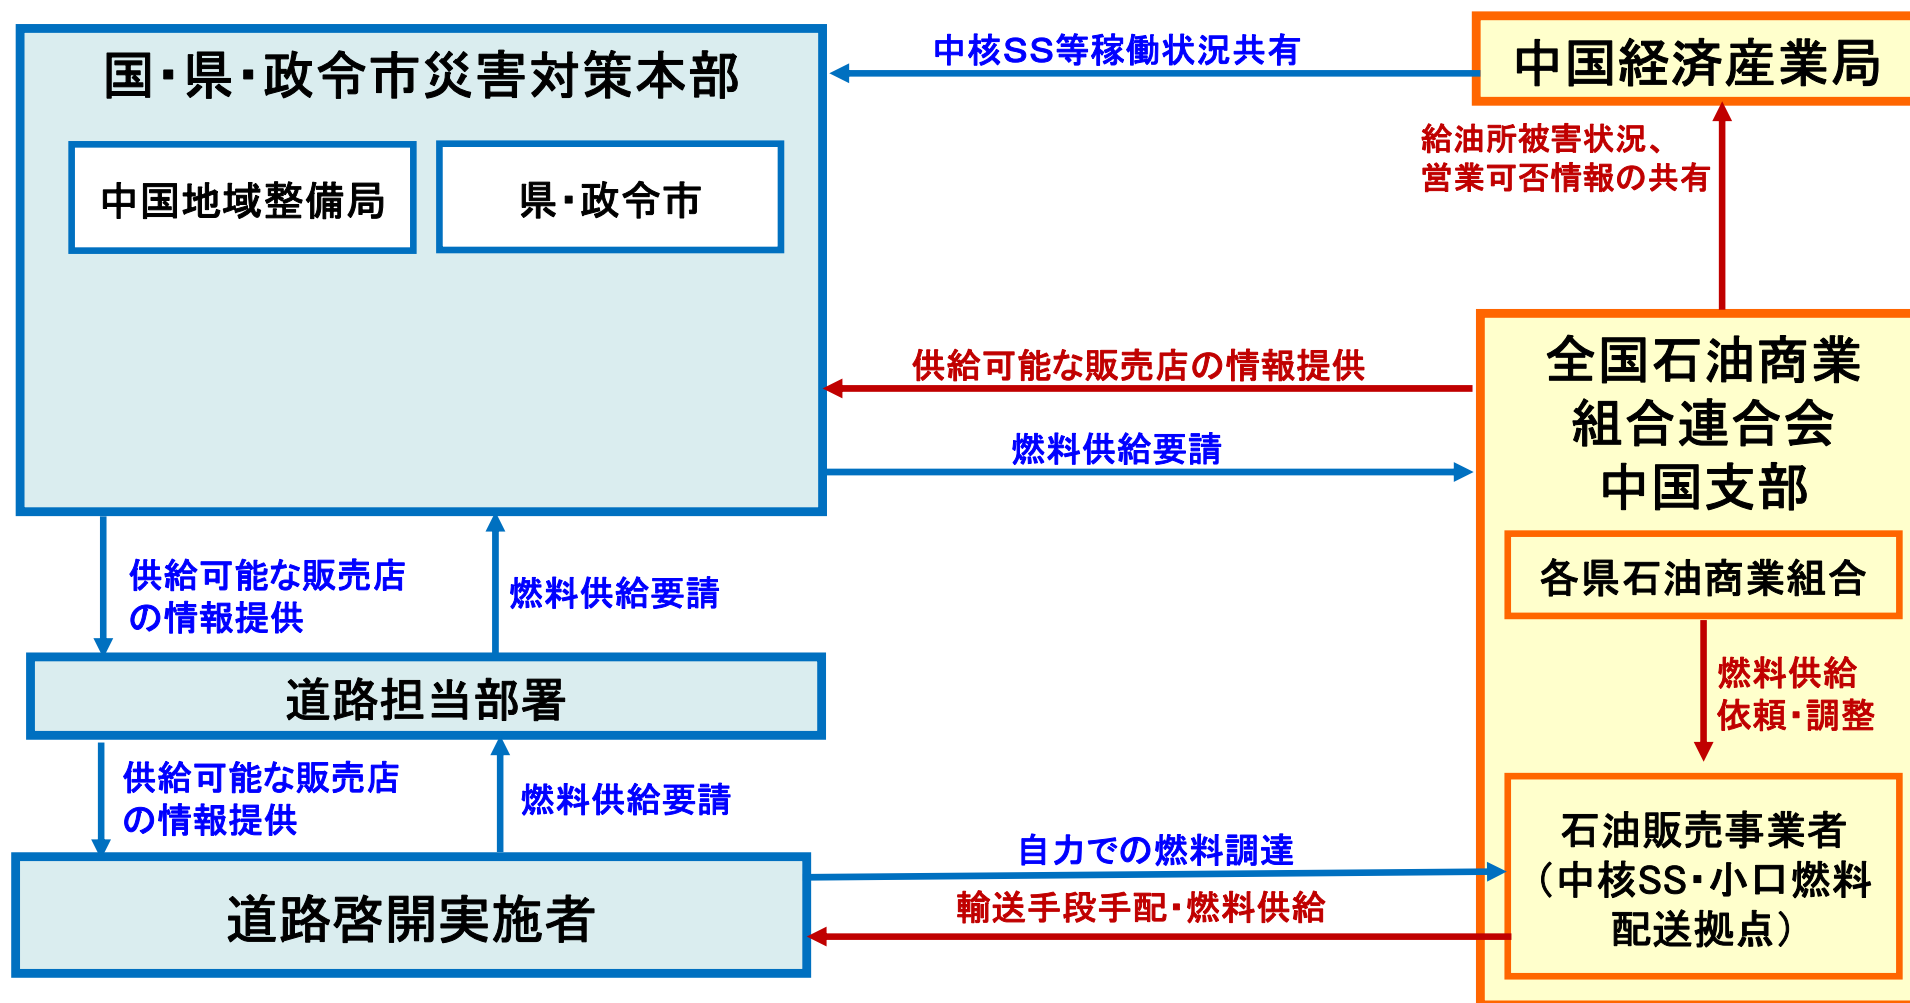 国・県・政令市災害対策本部
中核SS等稼働状況共有
中国経済産業局
中国地域整備局
県・政令市
給油所被害状況、
営業可否情報の共有
供給可能な販売店の情報提供
燃料供給要請
全国石油商業
組合連合会
中国支部
各県石油商業組合
供給可能な販売店
の情報提供
燃料供給要請
道路担当部署
燃料供給
依頼・調整
供給可能な販売店
の情報提供
燃料供給要請
自力での燃料調達
輸送手段手配・燃料供給
道路啓開実施者
石油販売事業者
（中核SS・小口燃料
配送拠点）